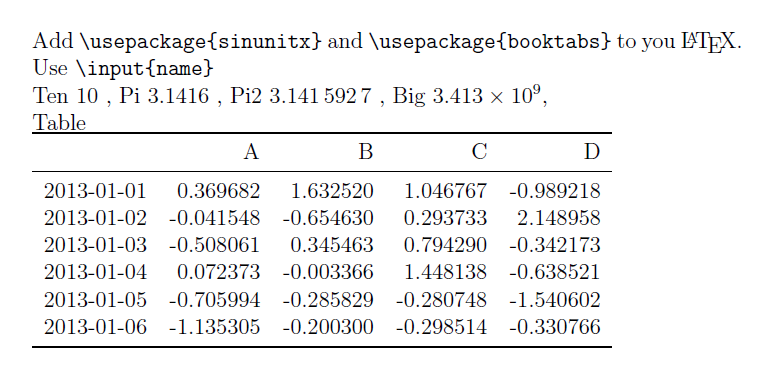 Add \usepackage{sinunitx} and \usepackage{booktabs} to you LATEX.
Use \input{name}
Ten 10 , Pi 3.1416 , Pi2 3.141 592 7 , Big 3.413 × 10⁹,
Table
A B C D
2013-01-01 0.369682 1.632520 1.046767 -0.989218
2013-01-02 -0.041548 -0.654630 0.293733 2.148958
2013-01-03 -0.508061 0.345463 0.794290 -0.342173
2013-01-04 0.072373 -0.003366 1.448138 -0.638521
2013-01-05 -0.705994 -0.285829 -0.280748 -1.540602
2013-01-06 -1.135305 -0.200300 -0.298514 -0.330766